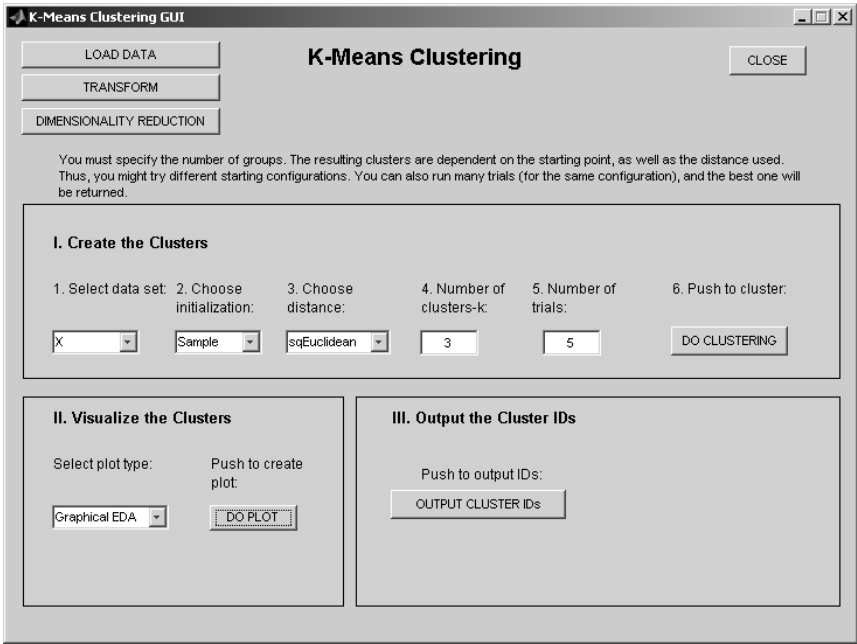 K-Means Clustering GUI
LOAD DATA
K-Means Clustering
CLOSE
TRANSFORM
DIMENSIONALITY REDUCTION
You must specify the number of groups. The resulting clusters are dependent on the starting point, as well as the distance used.
Thus, you might try different starting configurations. You can also run many trials (for the same configuration), and the best one will
be returned.
I. Create the Clusters
1. Select data set:
2. Choose
initialization:
3. Choose
distance:
4. Number of
clusters-k:
5. Number of
trials:
6. Push to cluster:
X
Sample
sqEuclidean
3
5
DO CLUSTERING
II. Visualize the Clusters
Select plot type:
Push to create
plot:
Graphical EDA
DO PLOT
III. Output the Cluster IDs
Push to output IDs:
OUTPUT CLUSTER IDs